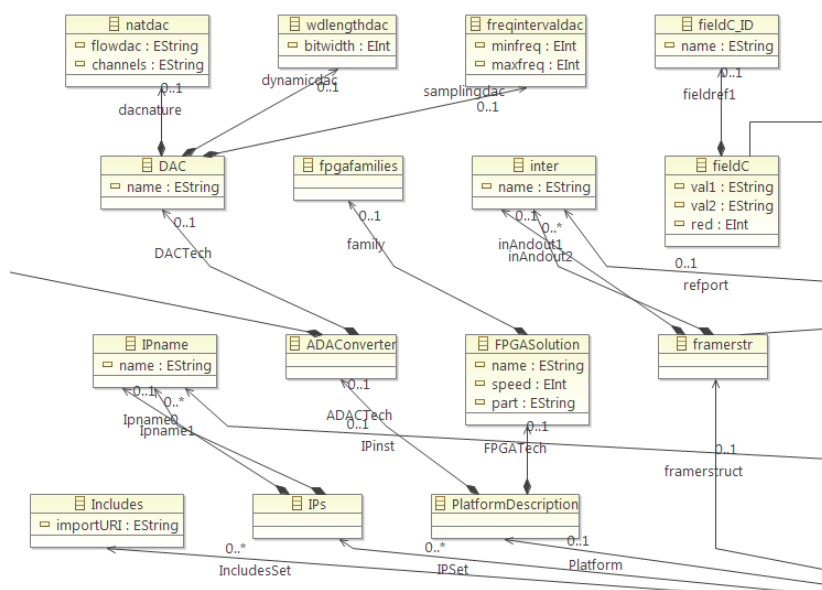 natdac
flowdac : EString
channels : EString
wdlengthdac
bitwidth : EInt
freqintervaldac
minfreq : EInt
maxfreq : EInt
fieldC_ID
name : EString
0..1
dacnature
dynamicdac
0..1
samplingdac
0..1
0..1
fieldref1
DAC
name : EString
fpgafamilies
inter
name : EString
fieldC
val1 : EString
val2 : EString
red : EInt
0..1
DACTech
0..1
family
0..1
0..*
inAndout1
inAndout2
0..1
refport
IPname
name : EString
ADAConverter
FPGASolution
name : EString
speed : EInt
part : EString
framerstr
0..1
0..*
Ipname0
Ipname1
0..1
ADACTech
0..1
IPinst
0..1
FPGATech
0..1
framerstruct
Includes
importURI : EString
IPs
PlatformDescription
0..*
IncludesSet
0..*
IPSet
0..1
Platform